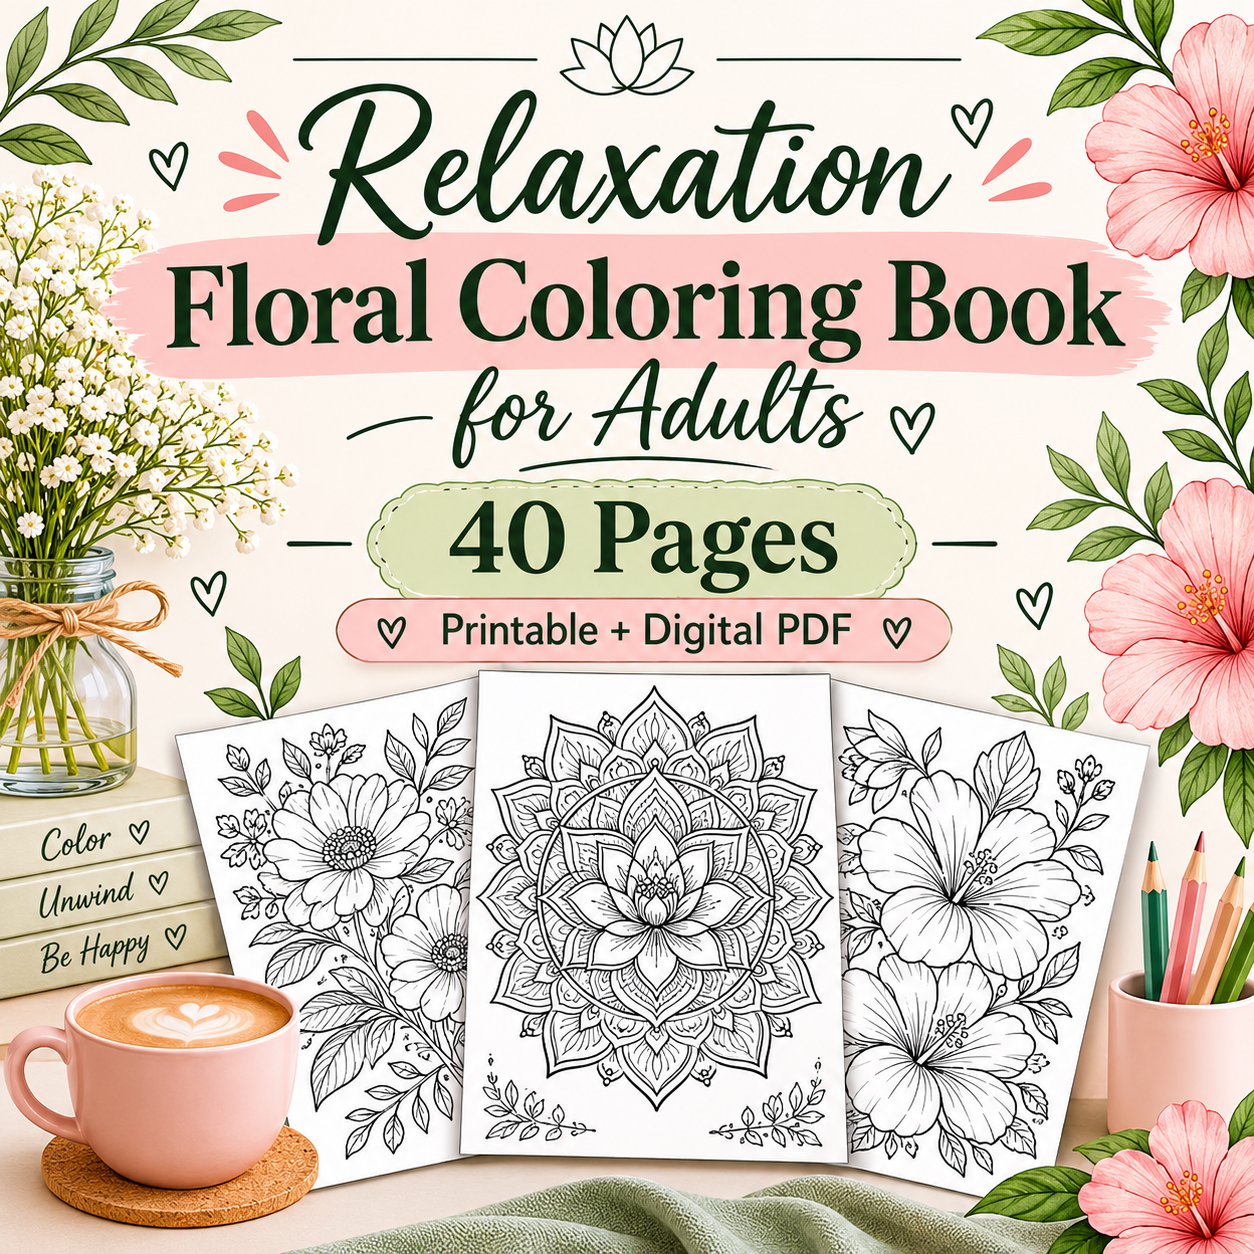 Relaxation
Floral Coloring Book
for Adults
40 Pages
Printable + Digital PDF
Color
Unwind
Be Happy